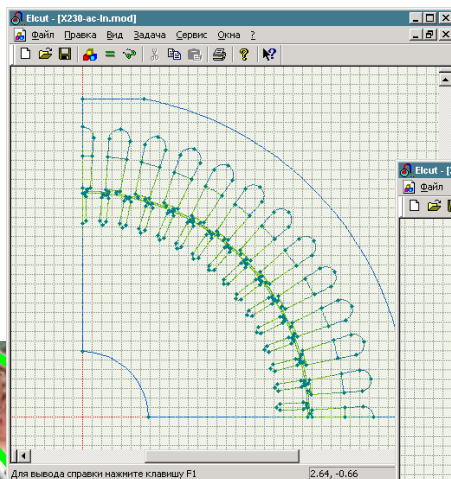 Elcut - [X230-ac-ln.mod]
Файл Правка Вид Задача Сервис Окна ?
Elcut - [
Файл
Для вывода справки нажмите клавишу F1
2.64, -0.66